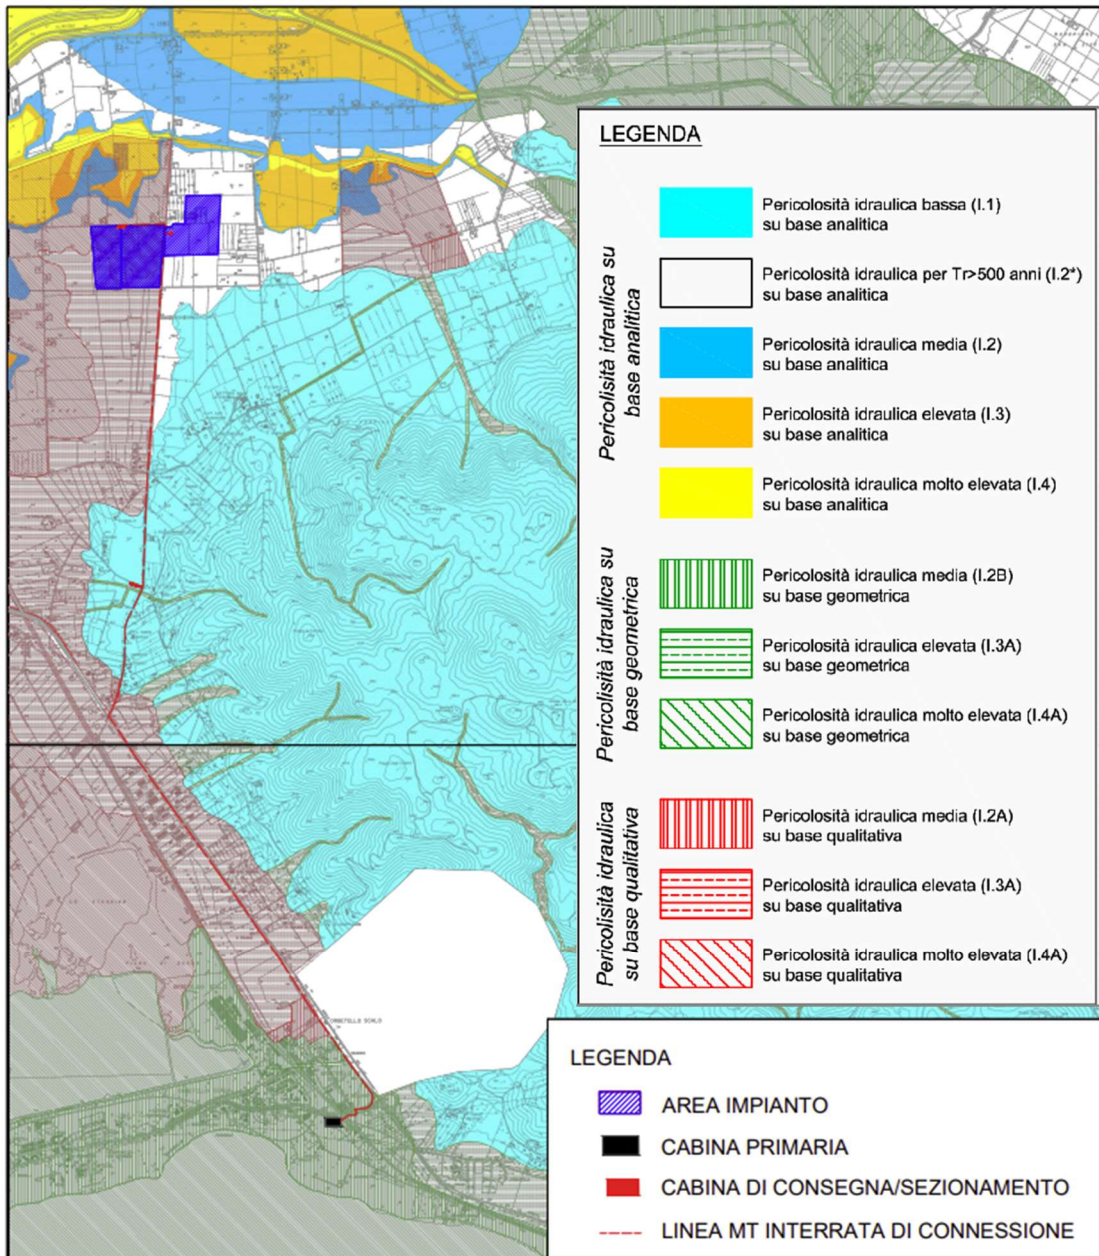 LEGENDA
Pericolisità idraulica su
base analitica
Pericolosità idraulica bassa (I.1)
su base analitica
Pericolosità idraulica per Tr>500 anni (I.2*)
su base analitica
Pericolosità idraulica media (I.2)
su base analitica
Pericolosità idraulica elevata (I.3)
su base analitica
Pericolosità idraulica molto elevata (I.4)
su base analitica
Pericolisità idraulica su
base geometrica
Pericolosità idraulica media (I.2B)
su base geometrica
Pericolosità idraulica elevata (I.3A)
su base geometrica
Pericolosità idraulica molto elevata (I.4A)
su base geometrica
Pericolisità idraulica
su base qualitativa
Pericolosità idraulica media (I.2A)
su base qualitativa
Pericolosità idraulica elevata (I.3A)
su base qualitativa
Pericolosità idraulica molto elevata (I.4A)
su base qualitativa
ORBETELLO SCALO
LEGENDA
AREA IMPIANTO
CABINA PRIMARIA
CABINA DI CONSEGNA/SEZIONAMENTO
LINEA MT INTERRATA DI CONNESSIONE